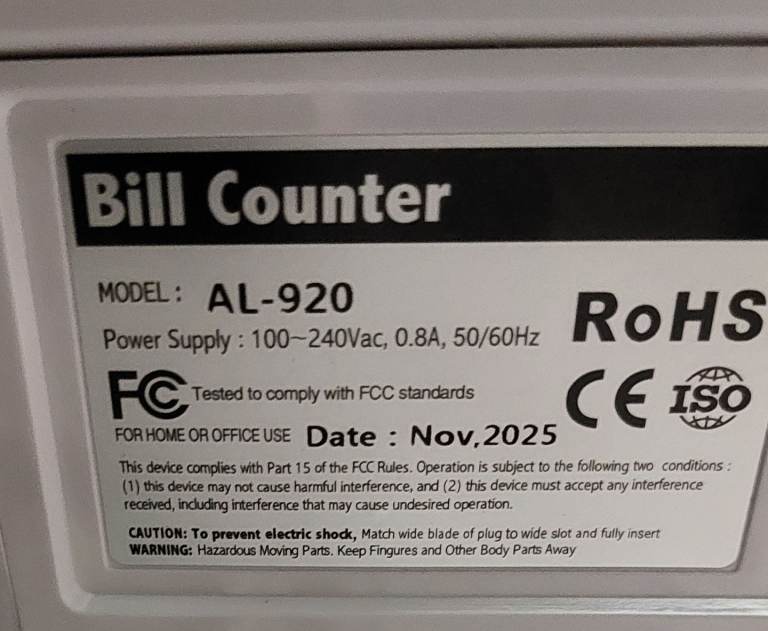 Bill Counter
MODEL : AL-920
Power Supply : 100~240Vac, 0.8A, 50/60Hz
RoHS
FC Tested to comply with FCC standards
CE ISO
FOR HOME OR OFFICE USE Date : Nov,2025
This device complies with Part 15 of the FCC Rules. Operation is subject to the following two conditions :
(1) this device may not cause harmful interference, and (2) this device must accept any interference
received, including interference that may cause undesired operation.
CAUTION: To prevent electric shock, Match wide blade of plug to wide slot and fully insert
WARNING: Hazardous Moving Parts. Keep Fingures and Other Body Parts Away